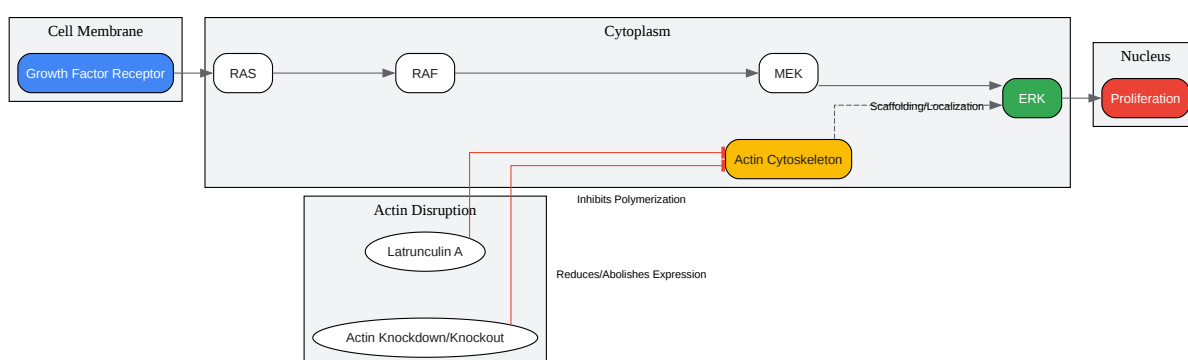 Cell Membrane
Cytoplasm
Nucleus
Growth Factor Receptor
RAS
RAF
MEK
ERK
Proliferation
Scaffolding/Localization
Actin Cytoskeleton
Inhibits Polymerization
Actin Disruption
Latrunculin A
Reduces/Abolishes Expression
Actin Knockdown/Knockout